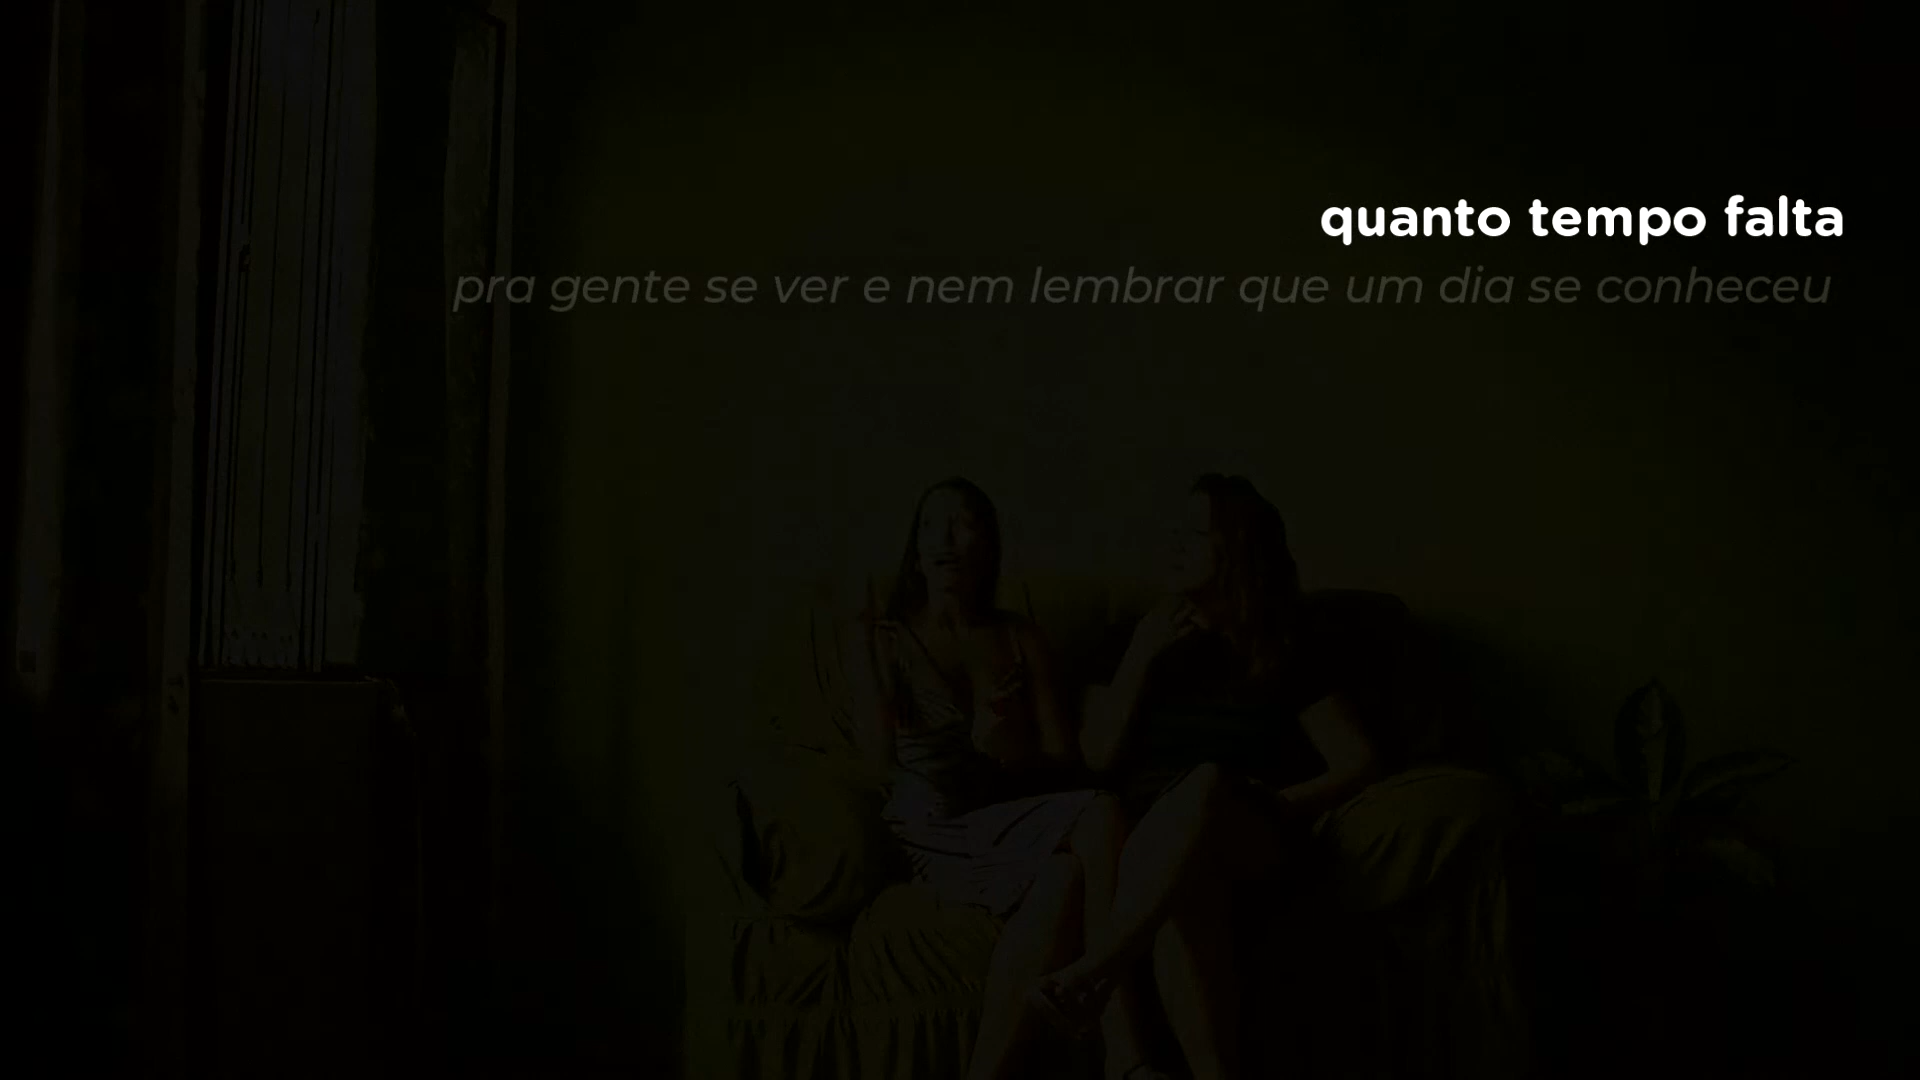 quanto tempo falta
pra gente se ver e nem lembrar que um dia se conheceu